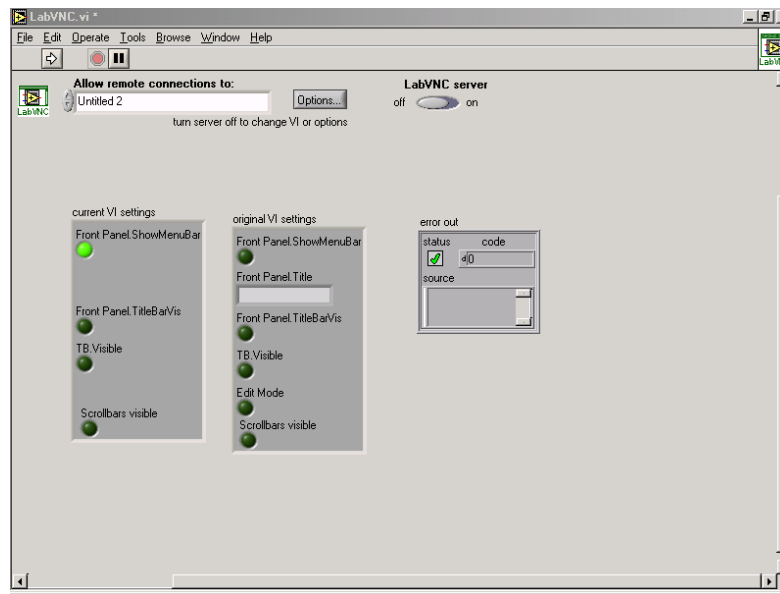 LabVNC.vi *
File Edit Operate Tools Browse Window Help
Allow remote connections to:
LabVNC server
LabVNC
Untitled 2
Options...
off
on
turn server off to change VI or options
current VI settings
Front Panel.ShowMenuBar
Front Panel.TitleBarVis
TB.Visible
Scrollbars visible
original VI settings
Front Panel.ShowMenuBar
Front Panel.Title
Front Panel.TitleBarVis
TB.Visible
Edit Mode
Scrollbars visible
error out
status code
d0
source